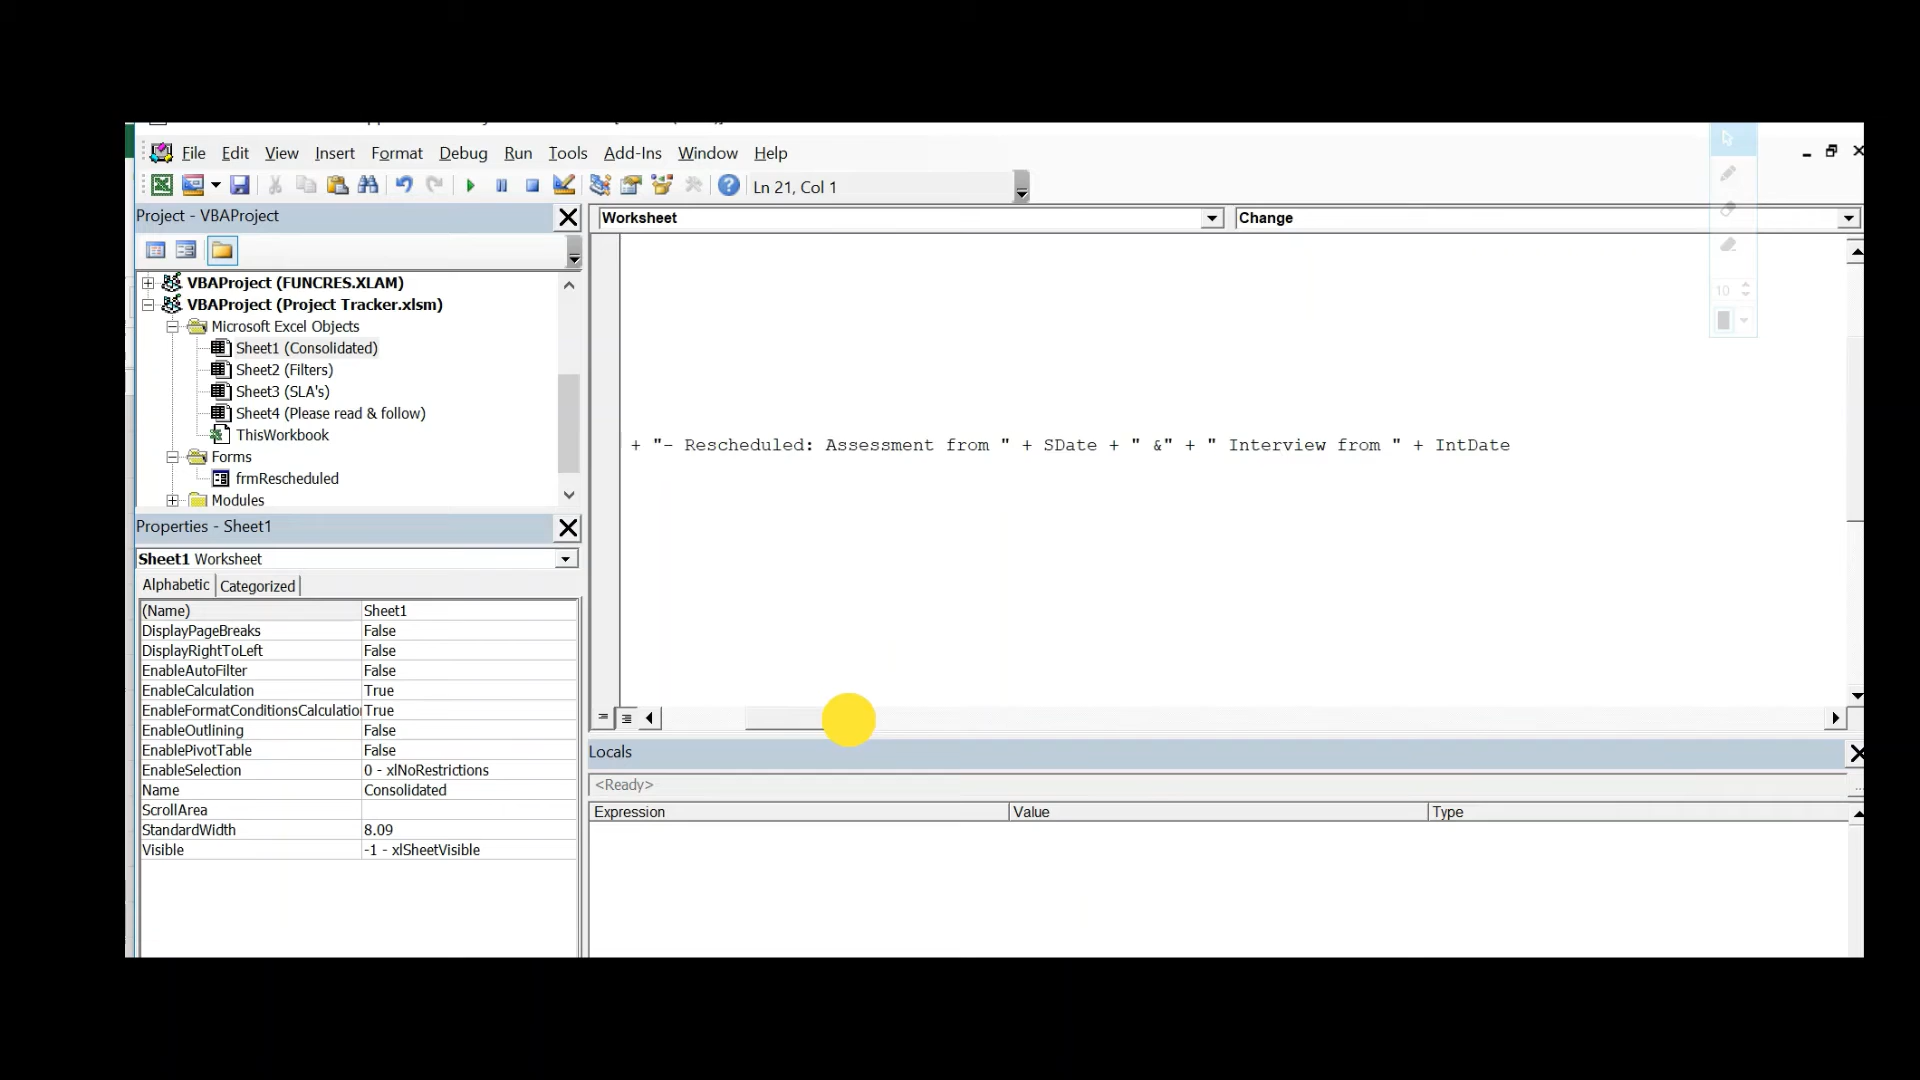 File Edit View Insert Format Debug Run Tools Add-Ins Window Help
Ln 21, Col 1
Project - VBAProject
Worksheet
Change
VBAProject (FUNCRES.XLAM)
VBAProject (Project Tracker.xlsm)
Microsoft Excel Objects
Sheet1 (Consolidated)
Sheet2 (Filters)
Sheet3 (SLA's)
Sheet4 (Please read & follow)
ThisWorkbook
Forms
frmRescheduled
Modules
10
+ "- Rescheduled: Assessment from " + SDate + " &" + " Interview from " + IntDate
Properties - Sheet1
Sheet1 Worksheet
Alphabetic Categorized
(Name) Sheet1
DisplayPageBreaks False
DisplayRightToLeft False
EnableAutoFilter False
EnableCalculation True
EnableFormatConditionsCalculatio True
EnableOutlining False
EnablePivotTable False
EnableSelection 0 - xlNoRestrictions
Name Consolidated
ScrollArea
StandardWidth 8.09
Visible -1 - xlSheetVisible
Locals
<Ready>
Expression Value Type